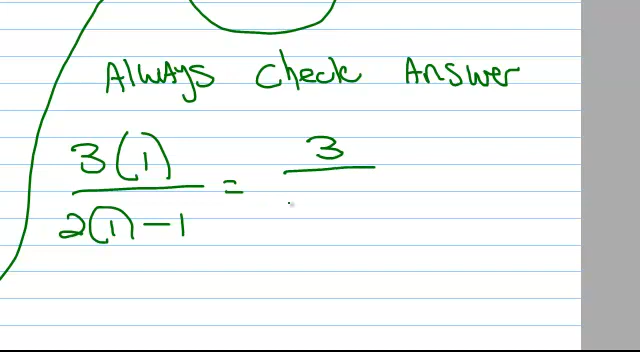 Always Check Answer
3(1) / 2(1) - 1 = 3 /